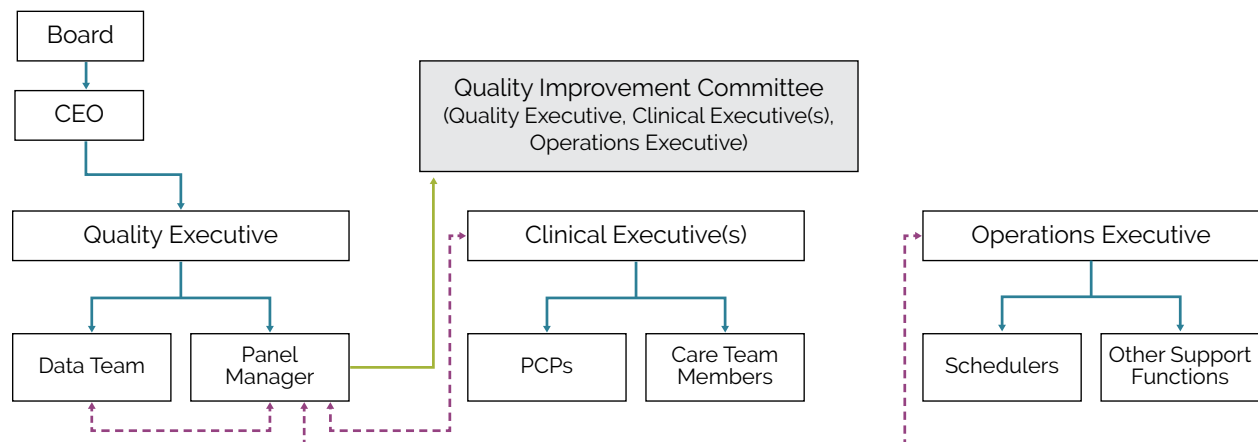 Board
CEO
Quality Improvement Committee
(Quality Executive, Clinical Executive(s),
Operations Executive)
Quality Executive
Clinical Executive(s)
Operations Executive
Data Team
Panel
Manager
PCPs
Care Team
Members
Schedulers
Other Support
Functions